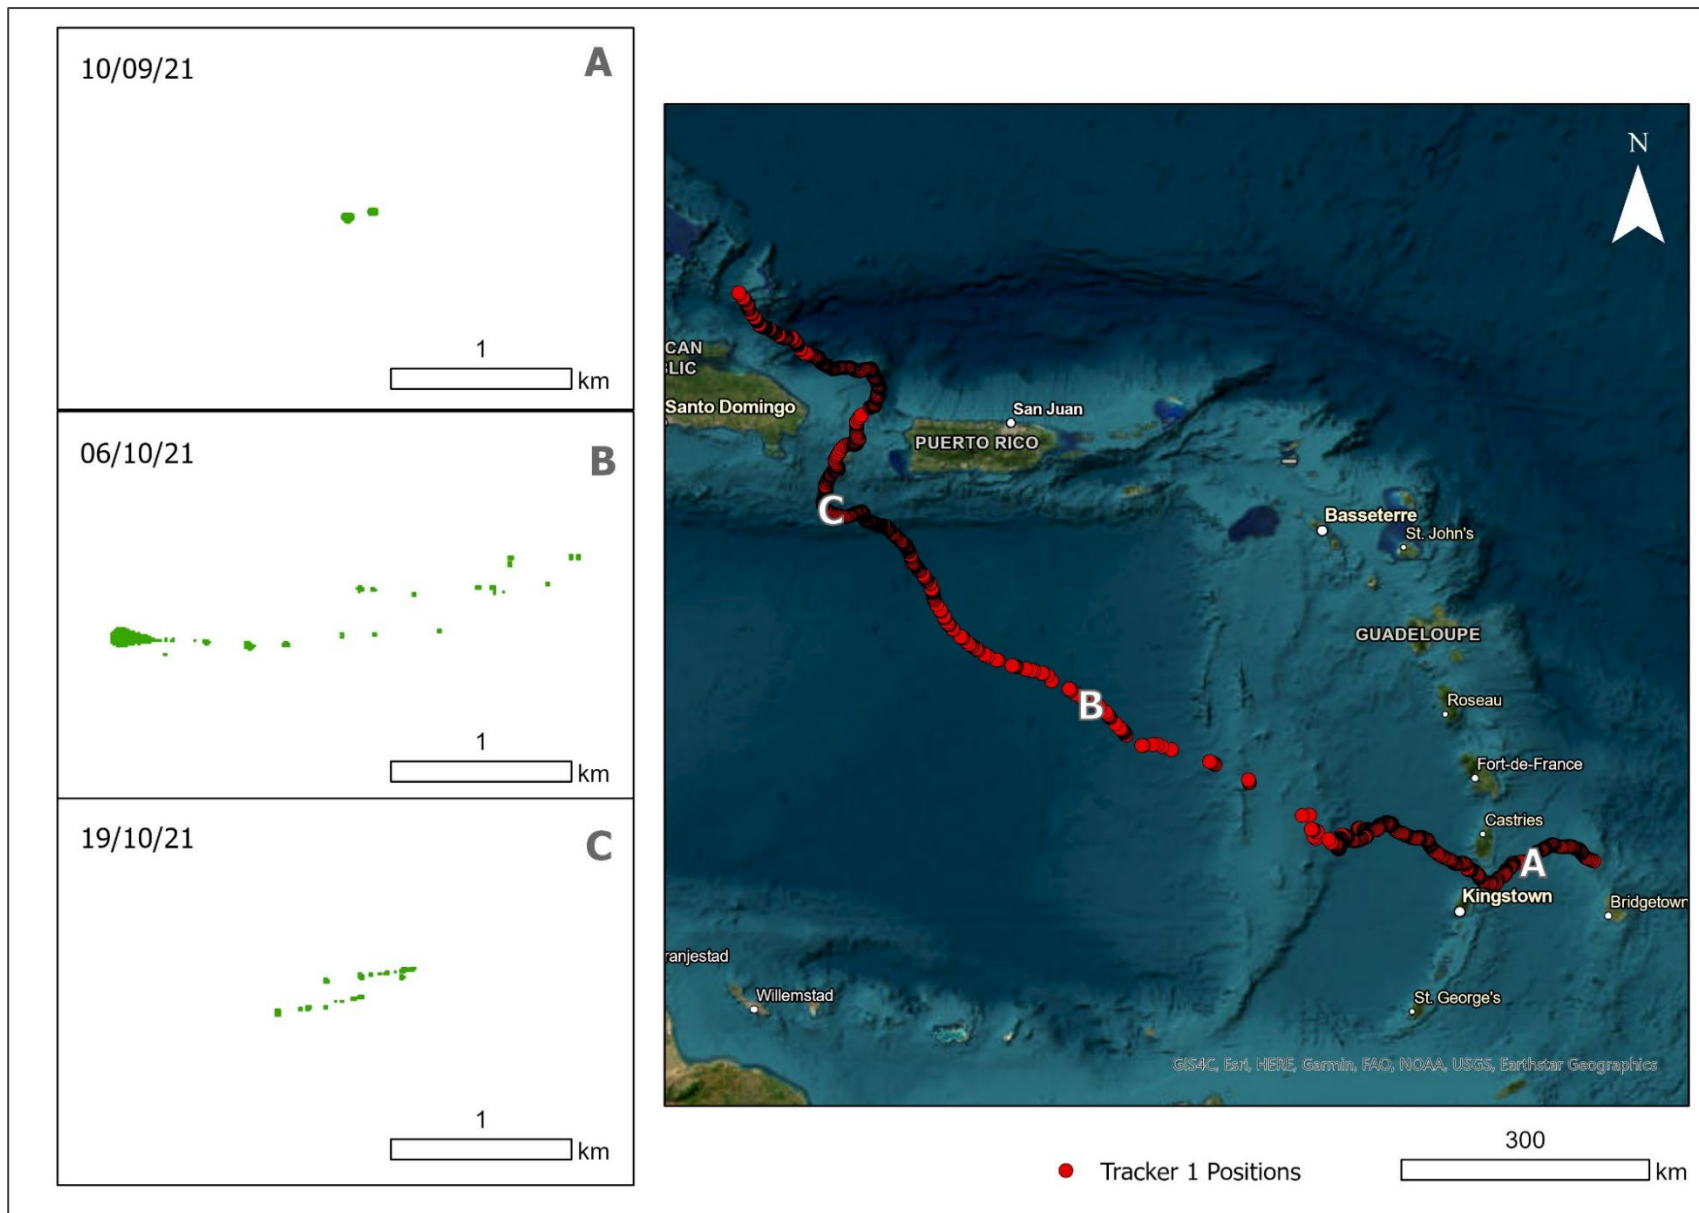 10/09/21
A
1
km
06/10/21
B
1
km
19/10/21
C
1
km
N
CAN
BLIC
Santo Domingo
San Juan
PUERTO RICO
C
Basseterre
St. John's
GUADELOUPE
B
Roseau
Fort-de-France
Castries
A
Kingstown
Bridgetown
ranjestad
Willemstad
St. George's
GIS4C, Esri, HERE, Garmin, FAO, NOAA, USGS, Earthstar Geographics
Tracker 1 Positions
300
km